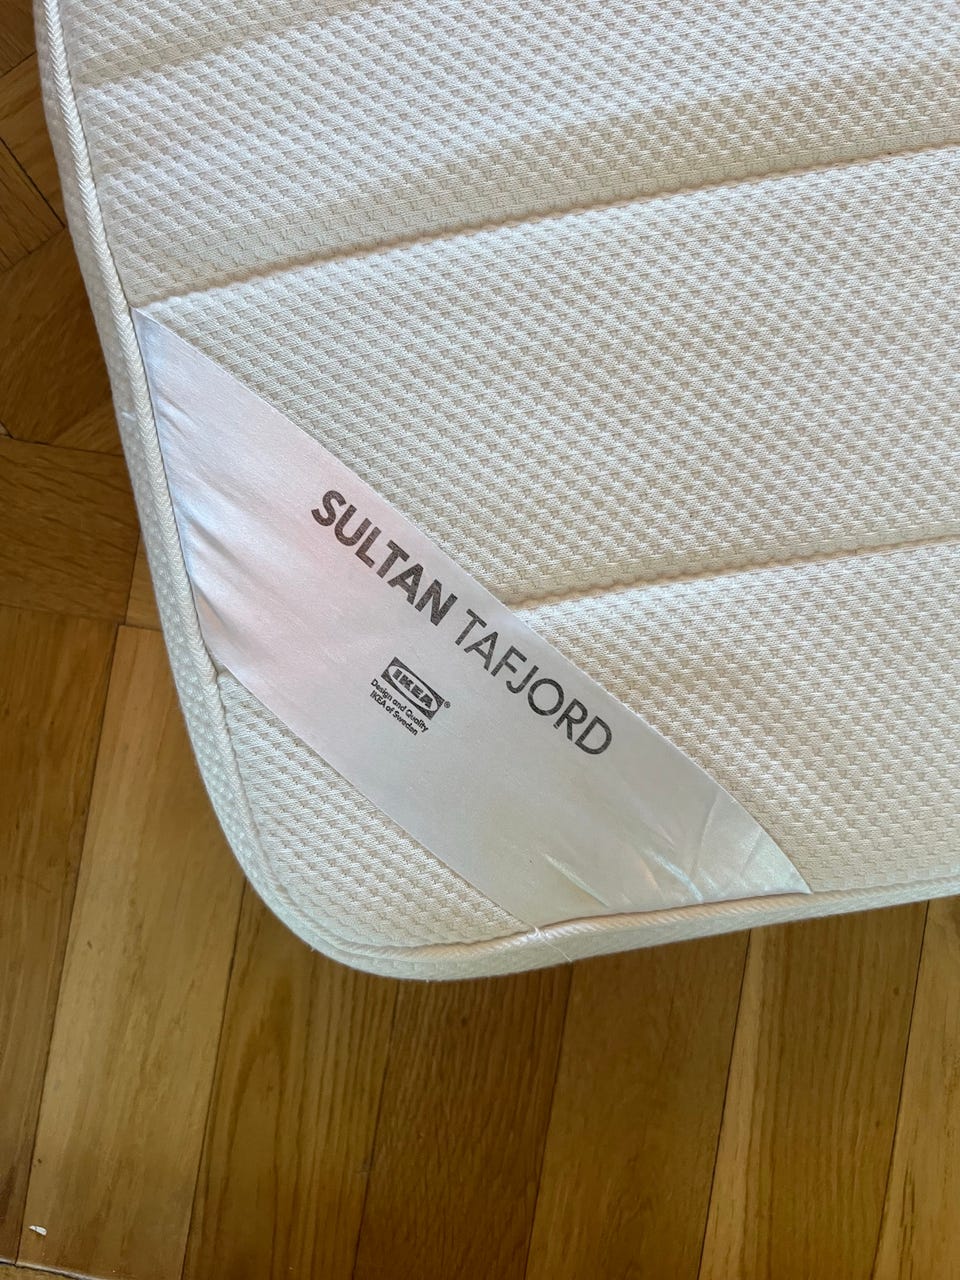 SULTAN TAFJORD
IKEA®
Design and Quality
IKEA of Sweden